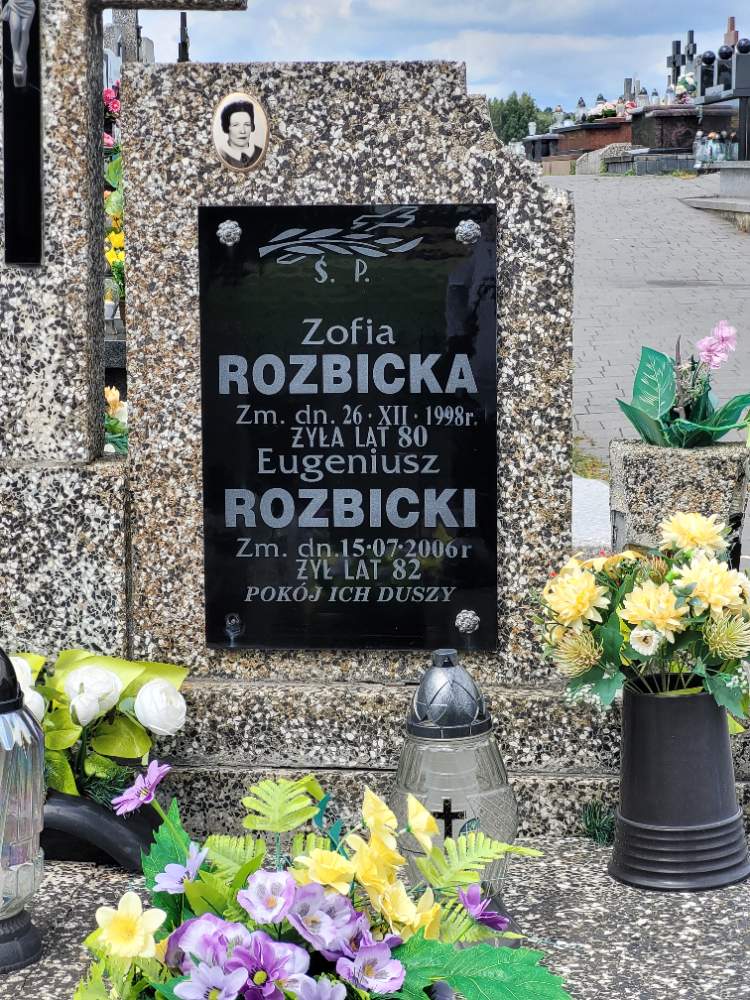 Ś. P.
Zofia
ROZBICKA
Zm. dn. 26 · XII · 1998r.
ŻYŁA LAT 80
Eugeniusz
ROZBICKI
Zm. dn. 15·07·2006r
ŻYŁ LAT 82
POKÓJ ICH DUSZY